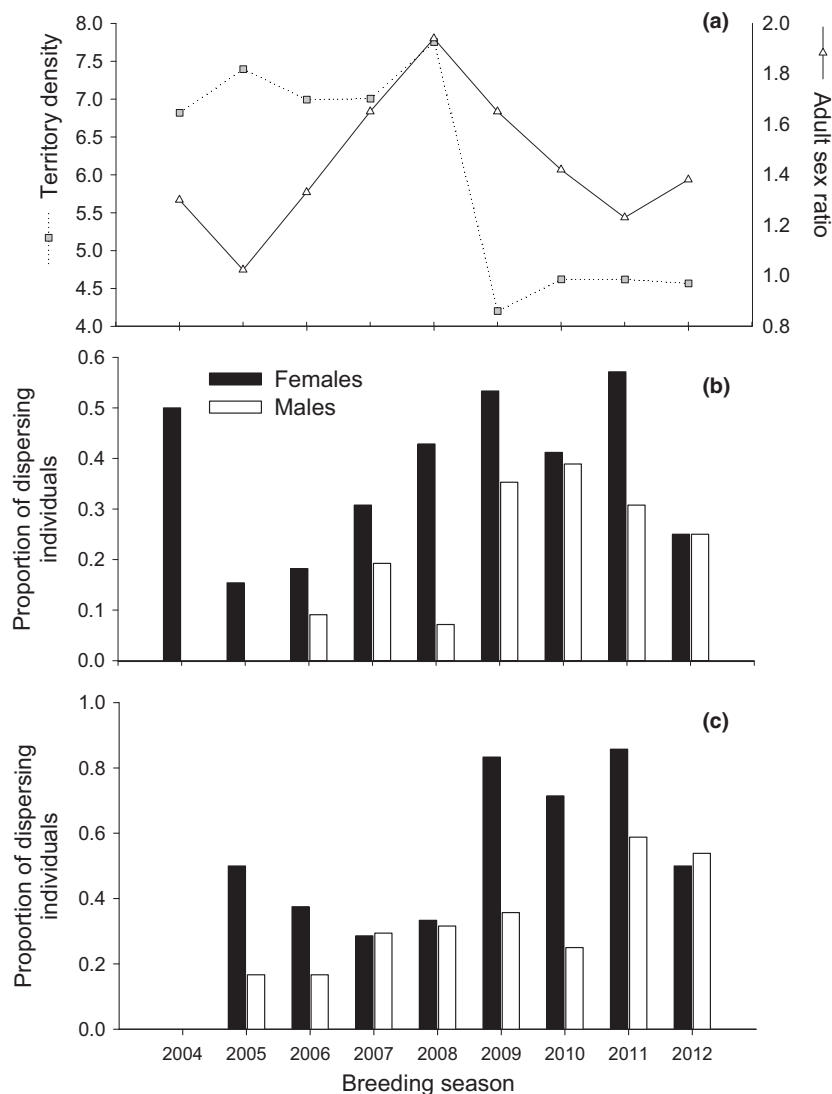 (a)
Territory density
8.0
7.5
7.0
6.5
6.0
5.5
5.0
4.5
4.0
2.0
1.8
1.6
1.4
1.2
1.0
0.8
Adult sex ratio
(b)
Females
Males
Proportion of dispersing
individuals
0.6
0.5
0.4
0.3
0.2
0.1
0.0
(c)
Proportion of dispersing
individuals
1.0
0.8
0.6
0.4
0.2
0.0
2004 2005 2006 2007 2008 2009 2010 2011 2012
Breeding season